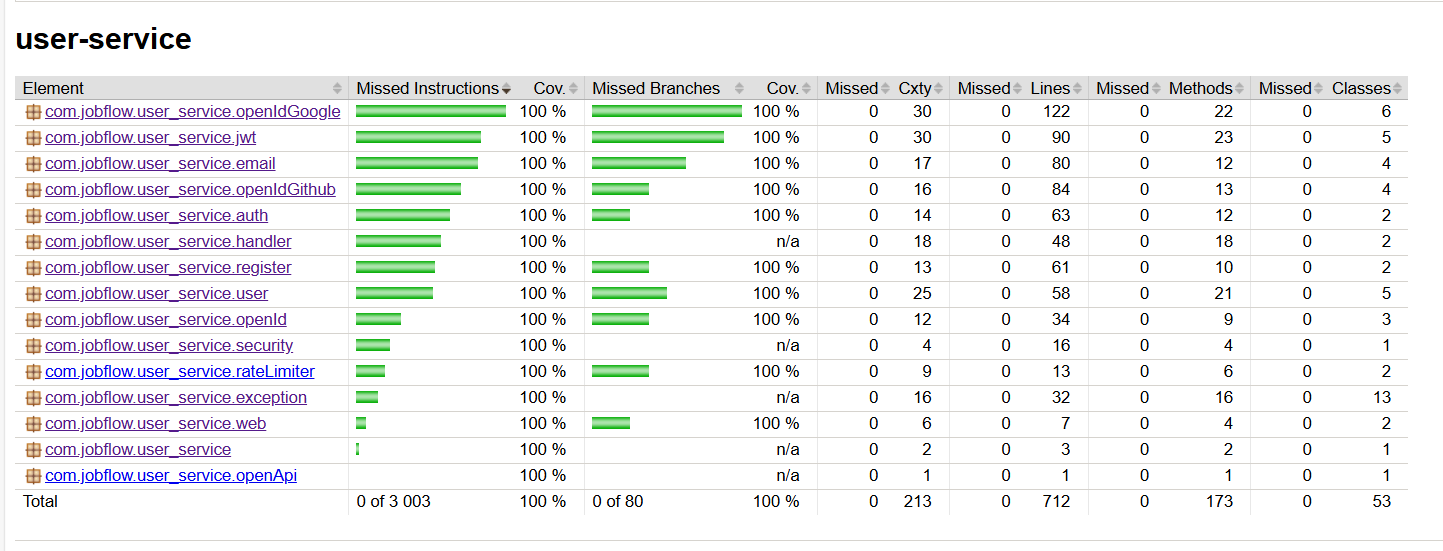 user-service
Element Missed Instructions Cov. Missed Branches Cov. Missed Cxty Missed Lines Missed Methods Missed Classes
com.jobflow.user_service.openIdGoogle 100 % 100 % 0 30 0 122 0 22 0 6
com.jobflow.user_service.jwt 100 % 100 % 0 30 0 90 0 23 0 5
com.jobflow.user_service.email 100 % 100 % 0 17 0 80 0 12 0 4
com.jobflow.user_service.openIdGithub 100 % 100 % 0 16 0 84 0 13 0 4
com.jobflow.user_service.auth 100 % 100 % 0 14 0 63 0 12 0 2
com.jobflow.user_service.handler 100 % n/a 0 18 0 48 0 18 0 2
com.jobflow.user_service.register 100 % 100 % 0 13 0 61 0 10 0 2
com.jobflow.user_service.user 100 % 100 % 0 25 0 58 0 21 0 5
com.jobflow.user_service.openId 100 % 100 % 0 12 0 34 0 9 0 3
com.jobflow.user_service.security 100 % n/a 0 4 0 16 0 4 0 1
com.jobflow.user_service.rateLimiter 100 % 100 % 0 9 0 13 0 6 0 2
com.jobflow.user_service.exception 100 % n/a 0 16 0 32 0 16 0 13
com.jobflow.user_service.web 100 % 100 % 0 6 0 7 0 4 0 2
com.jobflow.user_service 100 % n/a 0 2 0 3 0 2 0 1
com.jobflow.user_service.openApi 100 % n/a 0 1 0 1 0 1 0 1
Total 0 of 3 003 100 % 0 of 80 100 % 0 213 0 712 0 173 0 53